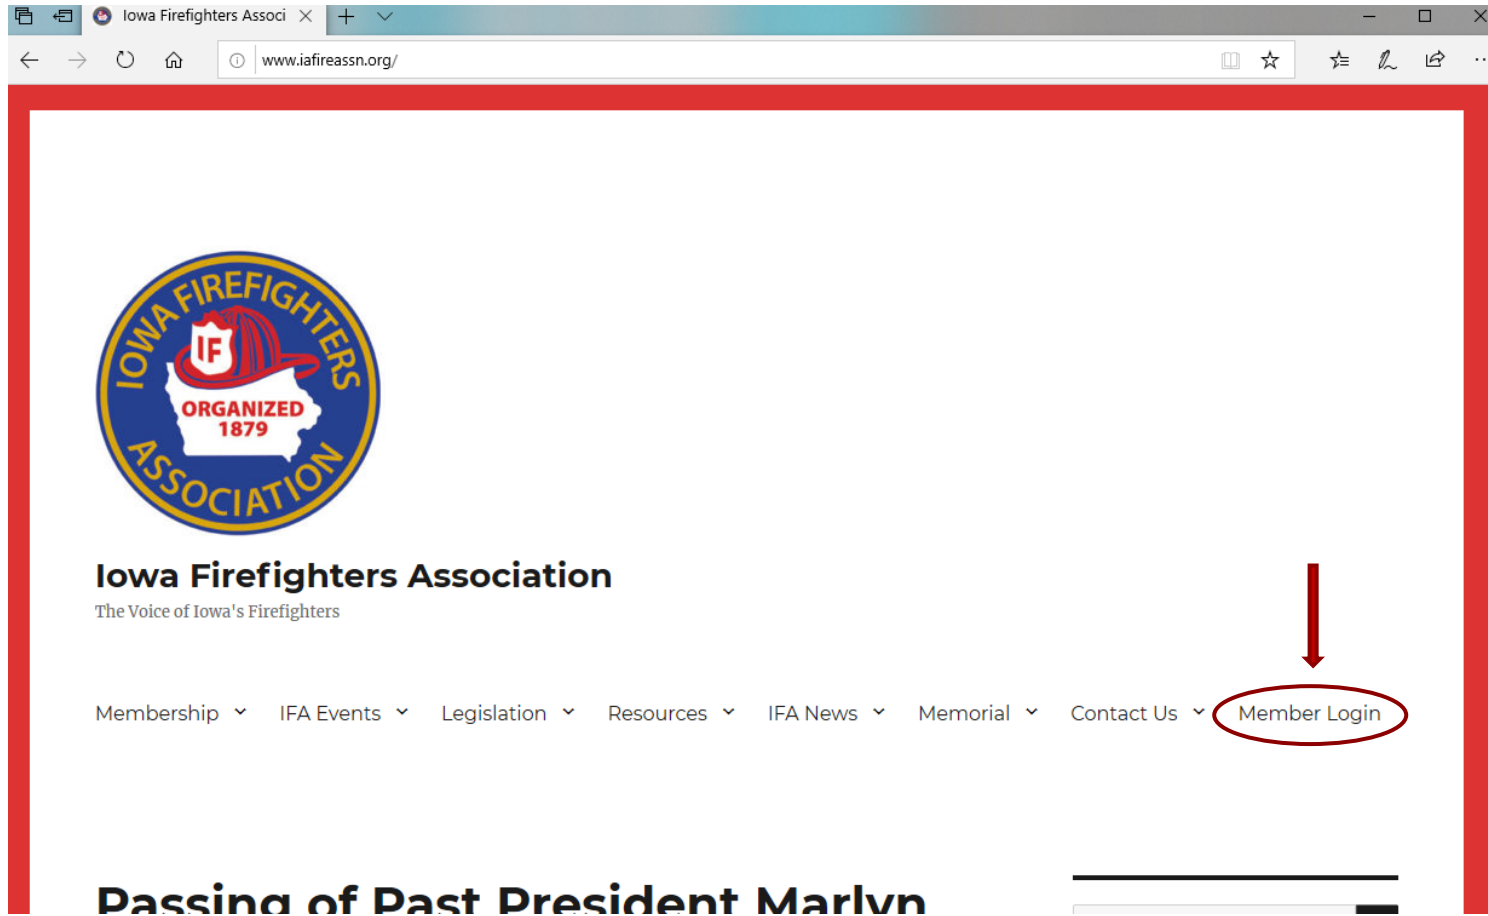 Iowa Firefighters Associ
www.iafireassn.org/
IOWA FIREFIGHTERS
IF
ORGANIZED
1879
ASSOCIATION
Iowa Firefighters Association
The Voice of Iowa's Firefighters
Membership IFA Events Legislation Resources IFA News Memorial Contact Us Member Login
Passing of Past President Marlyn